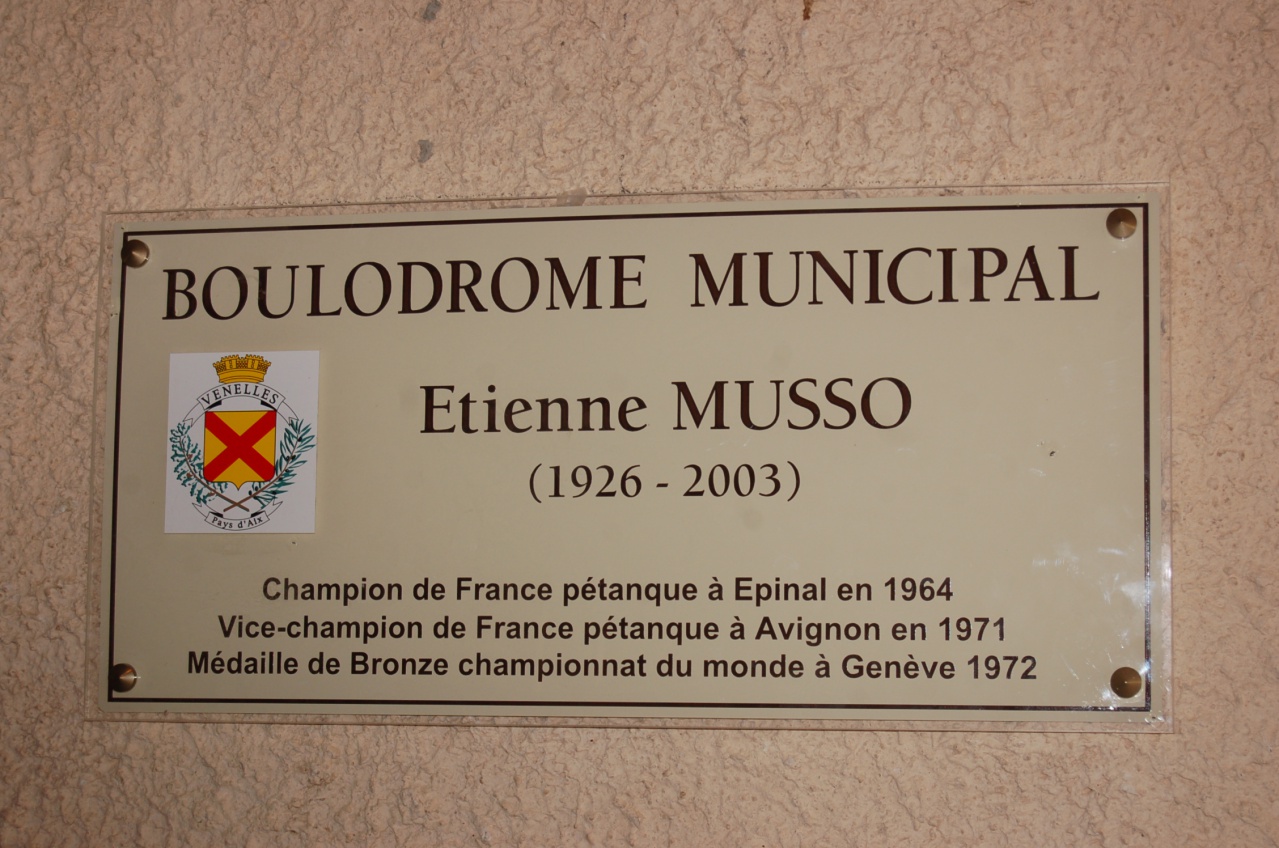 BOULODROME MUNICIPAL
VENELLES
Pays d'Aix
Etienne MUSSO
(1926 - 2003)
Champion de France pétanque à Epinal en 1964
Vice-champion de France pétanque à Avignon en 1971
Médaille de Bronze championnat du monde à Genève 1972